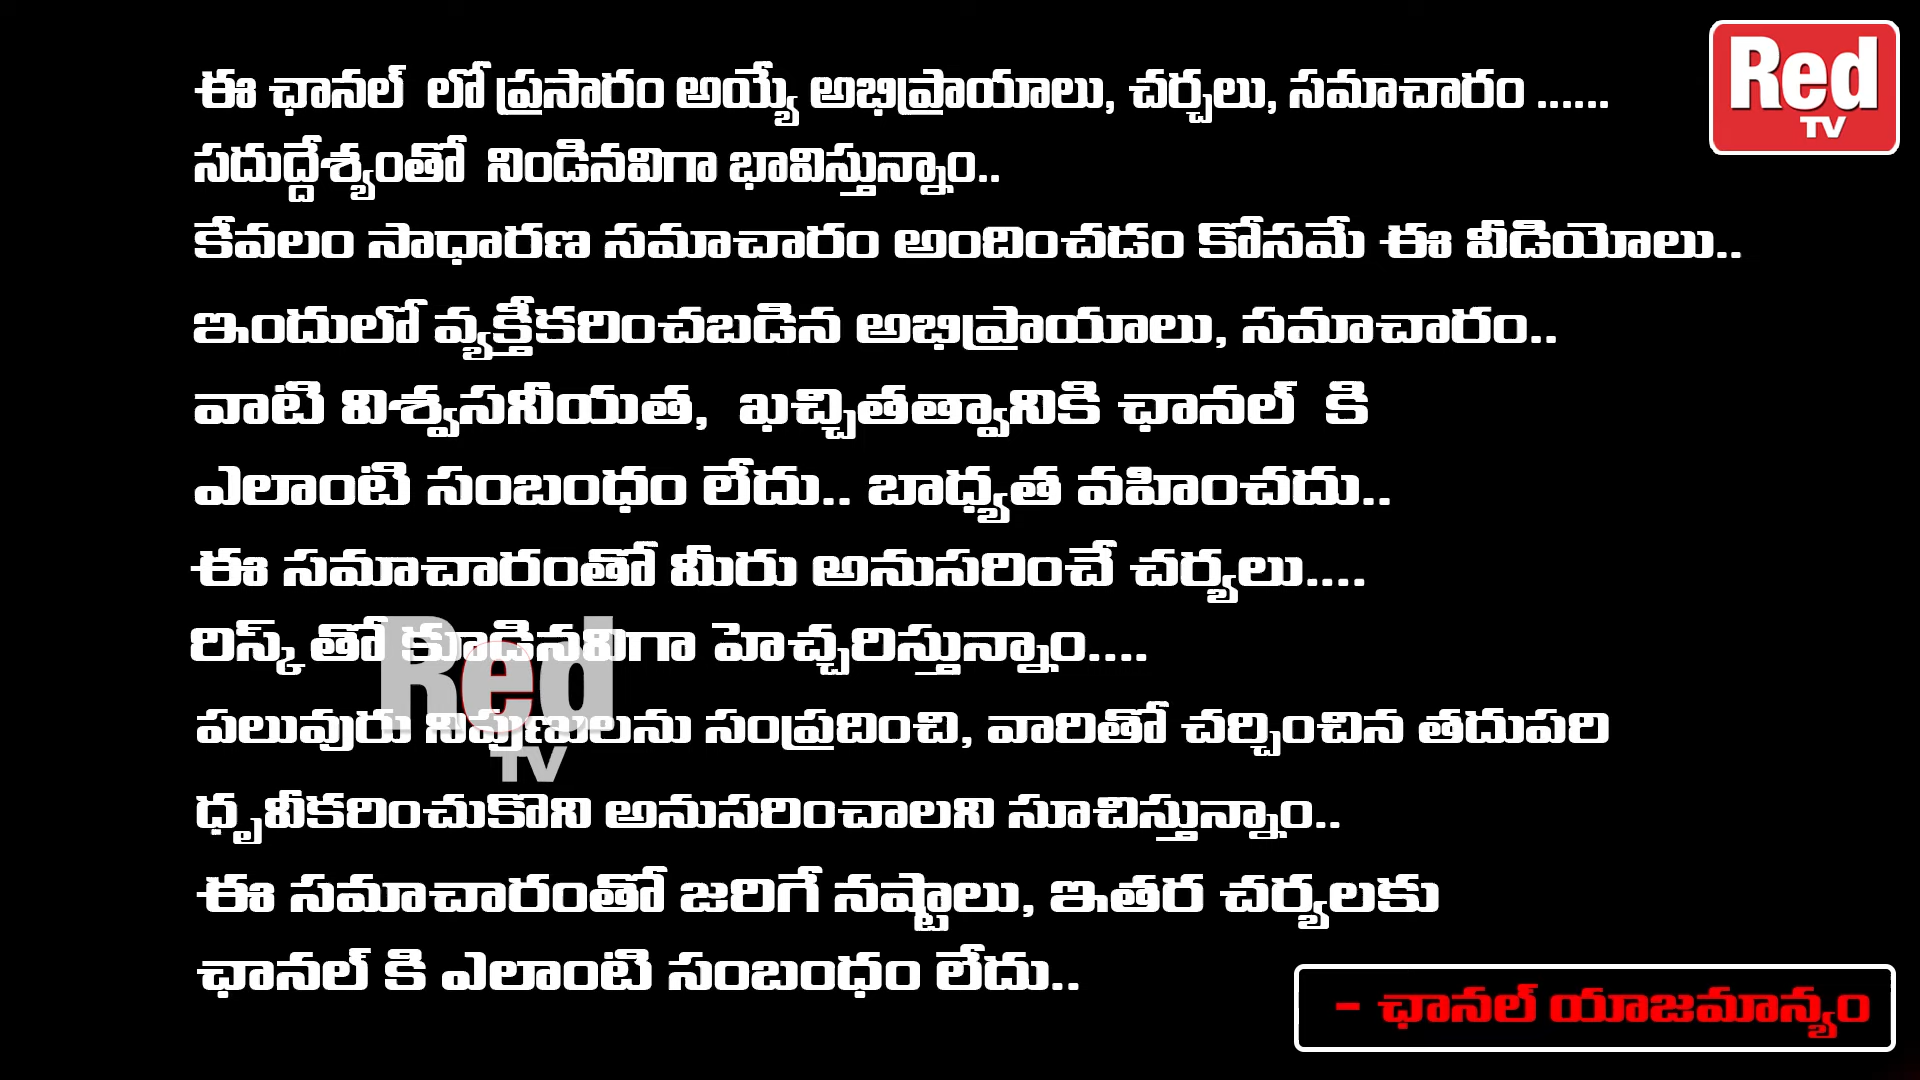 ఈ ఛానల్ లో ప్రసారం అయ్యే అభిప్రాయాలు, చర్చలు, సమాచారం ......
Red
TV
సదుద్దేశ్యంతో నిండినవిగా భావిస్తున్నాం..
కేవలం సాధారణ సమాచారం అందించడం కోసమే ఈ వీడియోలు..
ఇందులో వ్యక్తీకరించబడిన అభిప్రాయాలు, సమాచారం..
వాటి విశ్వసనీయత, ఖచ్చితత్వానికి ఛానల్ కి
ఎలాంటి సంబంధం లేదు.. బాధ్యత వహించదు..
ఈ సమాచారంతో మీరు అనుసరించే చర్యలు....
రిస్క్ తో కూడినవిగా హెచ్చరిస్తున్నాం....
Red
TV
పలువురు నిపుణులను సంప్రదించి, వారితో చర్చించిన తదుపరి
ధృవీకరించుకొని అనుసరించాలని సూచిస్తున్నాం..
ఈ సమాచారంతో జరిగే నష్టాలు, ఇతర చర్యలకు
ఛానల్ కి ఎలాంటి సంబంధం లేదు..
- ఛానల్ యాజమాన్యం